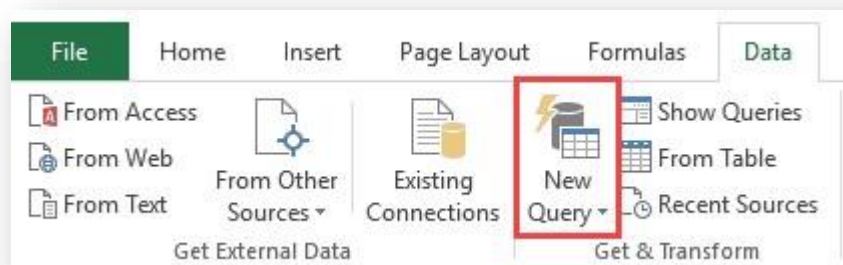 File Home Insert Page Layout Formulas Data
From Access
From Web
From Text
From Other
Sources
Existing
Connections
New
Query
Show Queries
From Table
Recent Sources
Get External Data
Get & Transform